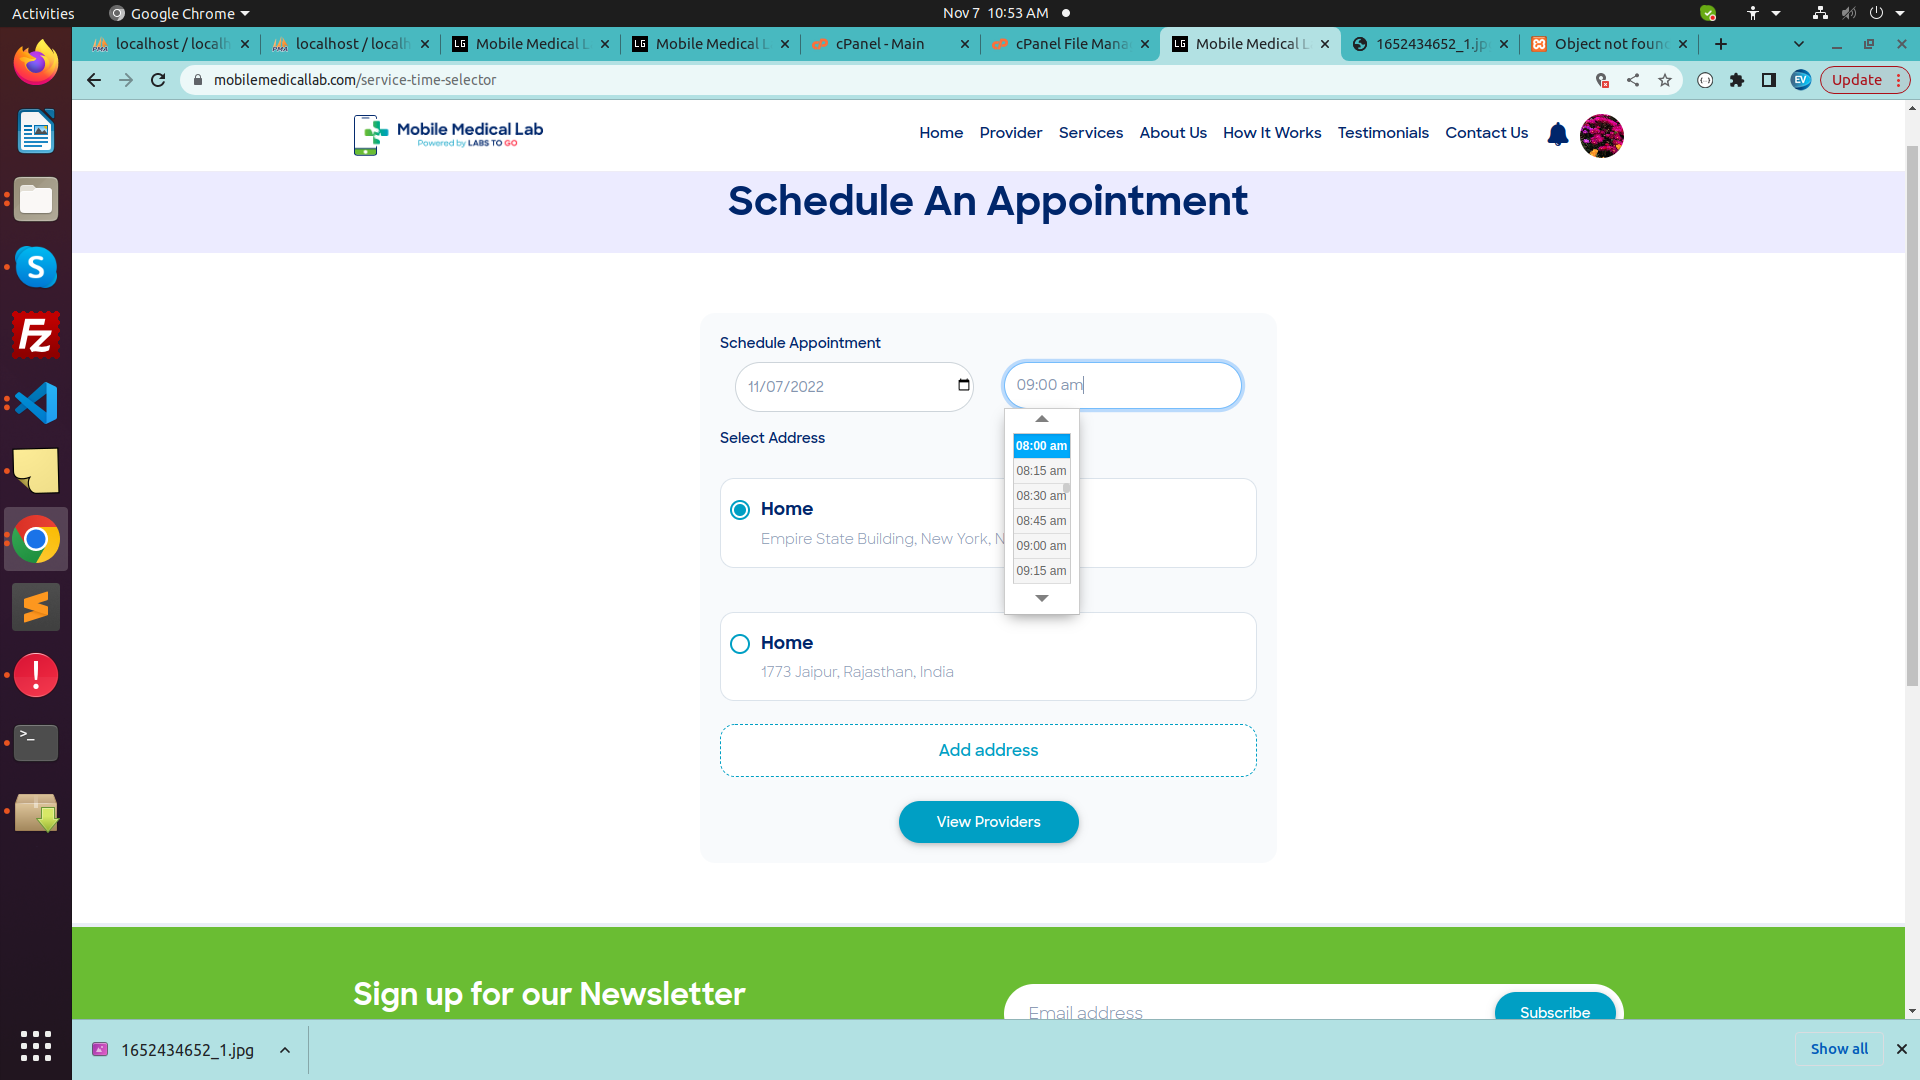 Activities
Google Chrome
Nov 7 10:53 AM
localhost / localh
localhost / localh
Mobile Medical L
Mobile Medical L
cPanel - Main
cPanel File Mana
Mobile Medical L
1652434652_1.jp
Object not foun
mobilemedicallab.com/service-time-selector
EV
Update
Mobile Medical Lab
Powered by LABS TO GO
Home
Provider
Services
About Us
How It Works
Testimonials
Contact Us
Schedule An Appointment
Schedule Appointment
11/07/2022
09:00 am
08:00 am
08:15 am
08:30 am
08:45 am
09:00 am
09:15 am
Select Address
Home
Empire State Building, New York, N
Home
1773 Jaipur, Rajasthan, India
Add address
View Providers
Sign up for our Newsletter
Email address
Subscribe
1652434652_1.jpg
Show all